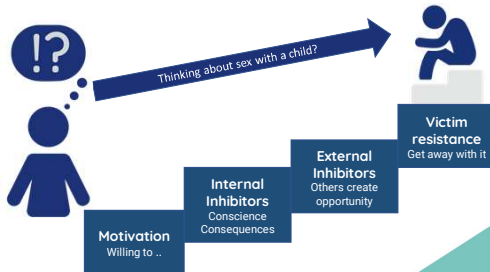 !?
Thinking about sex with a child?
Victim
resistance
Get away with it
External
Inhibitors
Others create
opportunity
Internal
Inhibitors
Conscience
Consequences
Motivation
Willing to ..